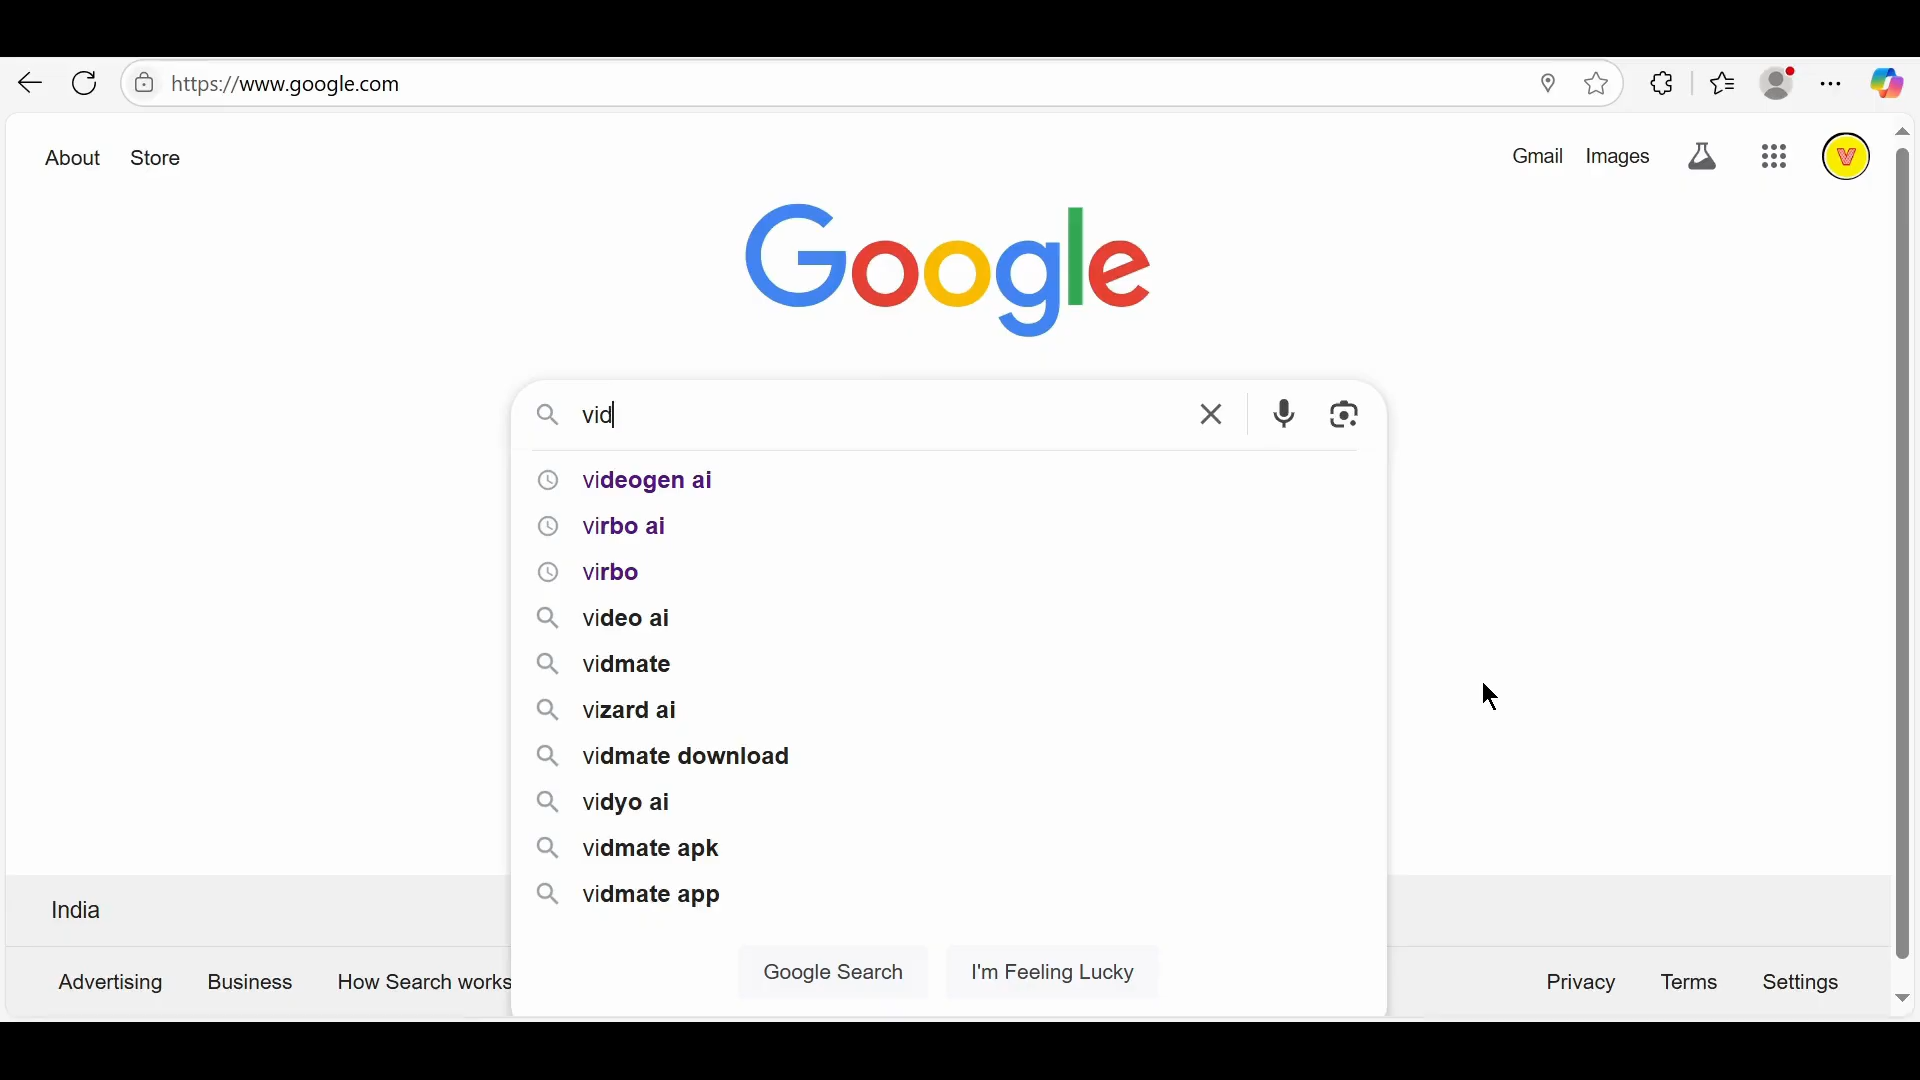 https://www.google.com
About Store
Gmail Images
V
Google
vid
videogen ai
virbo ai
virbo
video ai
vidmate
vizard ai
vidmate download
vidyo ai
vidmate apk
vidmate app
Google Search I'm Feeling Lucky
India
Advertising Business How Search works
Privacy Terms Settings